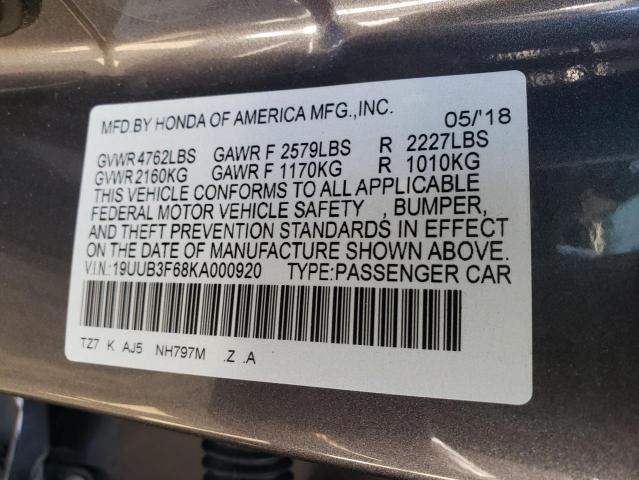 MFD.BY HONDA OF AMERICA MFG.,INC. 05/'18
GVWR 4762LBS GAWR F 2579LBS R 2227LBS
GVWR 2160KG GAWR F 1170KG R 1010KG
THIS VEHICLE CONFORMS TO ALL APPLICABLE
FEDERAL MOTOR VEHICLE SAFETY , BUMPER,
AND THEFT PREVENTION STANDARDS IN EFFECT
ON THE DATE OF MANUFACTURE SHOWN ABOVE.
V.I.N.:19UUB3F68KA000920 TYPE:PASSENGER CAR
TZ7 K AJ5 NH797M .Z .A